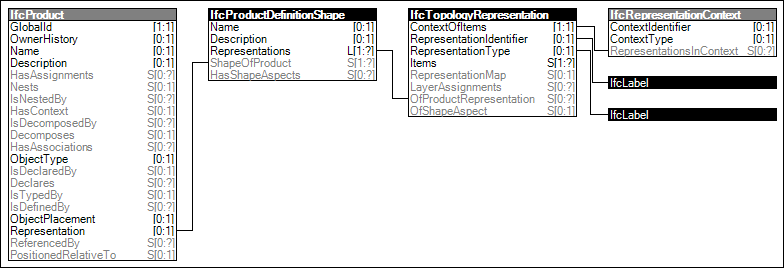 IfcProduct
GlobalId [1:1]
OwnerHistory [0:1]
Name [0:1]
Description [0:1]
HasAssignments S[0:?]
Nests S[0:1]
IsNestedBy S[0:?]
HasContext S[0:1]
IsDecomposedBy S[0:?]
Decomposes S[0:1]
HasAssociations S[0:?]
ObjectType [0:1]
IsDeclaredBy S[0:1]
Declares S[0:?]
IsTypedBy S[0:1]
IsDefinedBy S[0:?]
ObjectPlacement [0:1]
Representation [0:1]
ReferencedBy S[0:?]
PositionedRelativeTo S[0:1]
IfcProductDefinitionShape
Name [0:1]
Description [0:1]
Representations L[1:?]
ShapeOfProduct S[1:?]
HasShapeAspects S[0:?]
IfcTopologyRepresentation
ContextOfItems [1:1]
RepresentationIdentifier [0:1]
RepresentationType [0:1]
Items S[1:?]
RepresentationMap S[0:1]
LayerAssignments S[0:?]
OfProductRepresentation S[0:?]
OfShapeAspect S[0:1]
IfcRepresentationContext
ContextIdentifier [0:1]
ContextType [0:1]
RepresentationsInContext S[0:?]
IfcLabel
IfcLabel